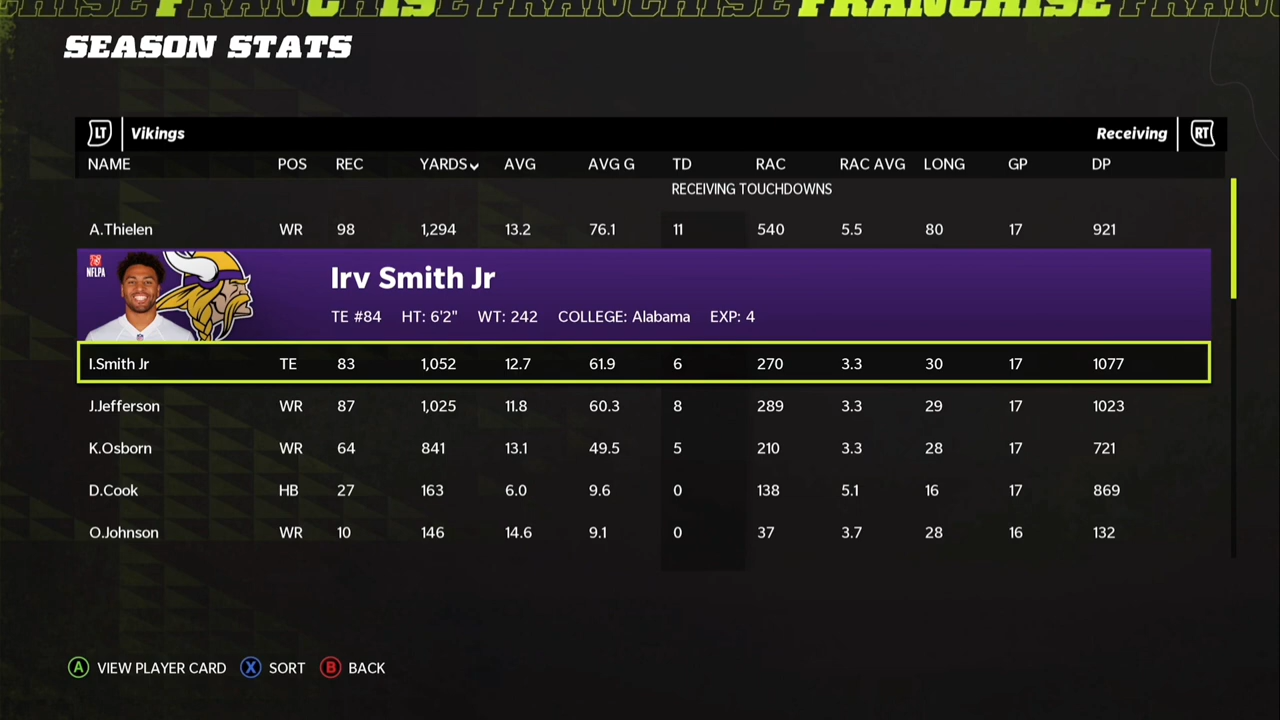 CHISE FRANCHISE FRANCHISE FRANCHISE FRAN
SEASON STATS
LT Vikings Receiving RT
NAME POS REC YARDS AVG AVG G TD RAC RAC AVG LONG GP DP
RECEIVING TOUCHDOWNS
A.Thielen WR 98 1,294 13.2 76.1 11 540 5.5 80 17 921
NFLPA
Irv Smith Jr
TE #84 HT: 6'2" WT: 242 COLLEGE: Alabama EXP: 4
I.Smith Jr TE 83 1,052 12.7 61.9 6 270 3.3 30 17 1077
J.Jefferson WR 87 1,025 11.8 60.3 8 289 3.3 29 17 1023
K.Osborn WR 64 841 13.1 49.5 5 210 3.3 28 17 721
D.Cook HB 27 163 6.0 9.6 0 138 5.1 16 17 869
O.Johnson WR 10 146 14.6 9.1 0 37 3.7 28 16 132
A VIEW PLAYER CARD X SORT B BACK